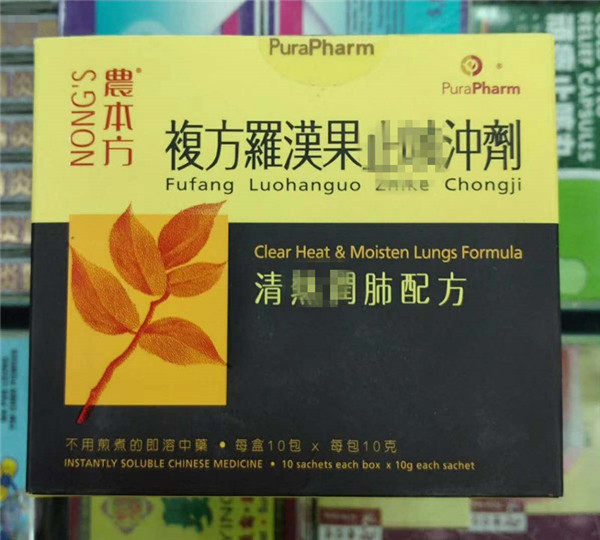 PuraPharm
NONG'S
農本方®
PuraPharm®
複方羅漢果沖劑
Fufang Luohanguo Zhike Chongji
Clear Heat & Moisten Lungs Formula
清肺配方
不用煎煮的即溶中藥 • 每盒10包 x 每包10克
INSTANTLY SOLUBLE CHINESE MEDICINE • 10 sachets each box x 10g each sachet